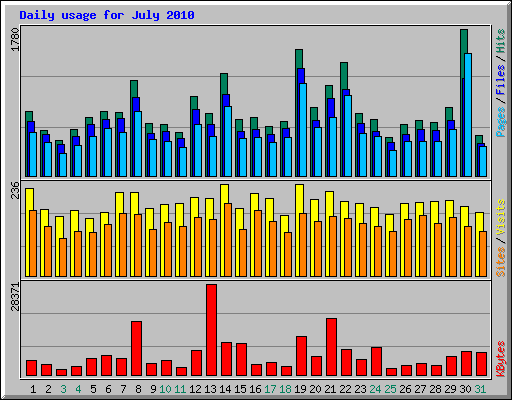 Daily usage for July 2010
1780
Pages / Files / Hits
236
Sites / Visits
28371
KBytes
1 2 3 4 5 6 7 8 9 10 11 12 13 14 15 16 17 18 19 20 21 22 23 24 25 26 27 28 29 30 31